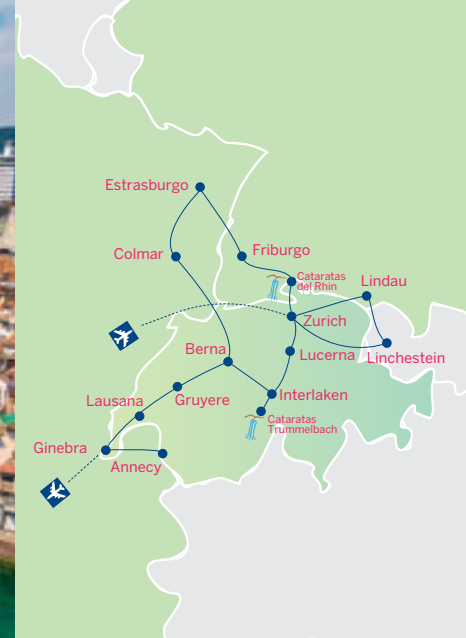 Estrasburgo
Colmar
Friburgo
Cataratas
del Rhin
Lindau
Zurich
Berna
Lucerna
Linchestein
Lausana
Gruyere
Interlaken
Cataratas
Trummelbach
Ginebra
Annecy